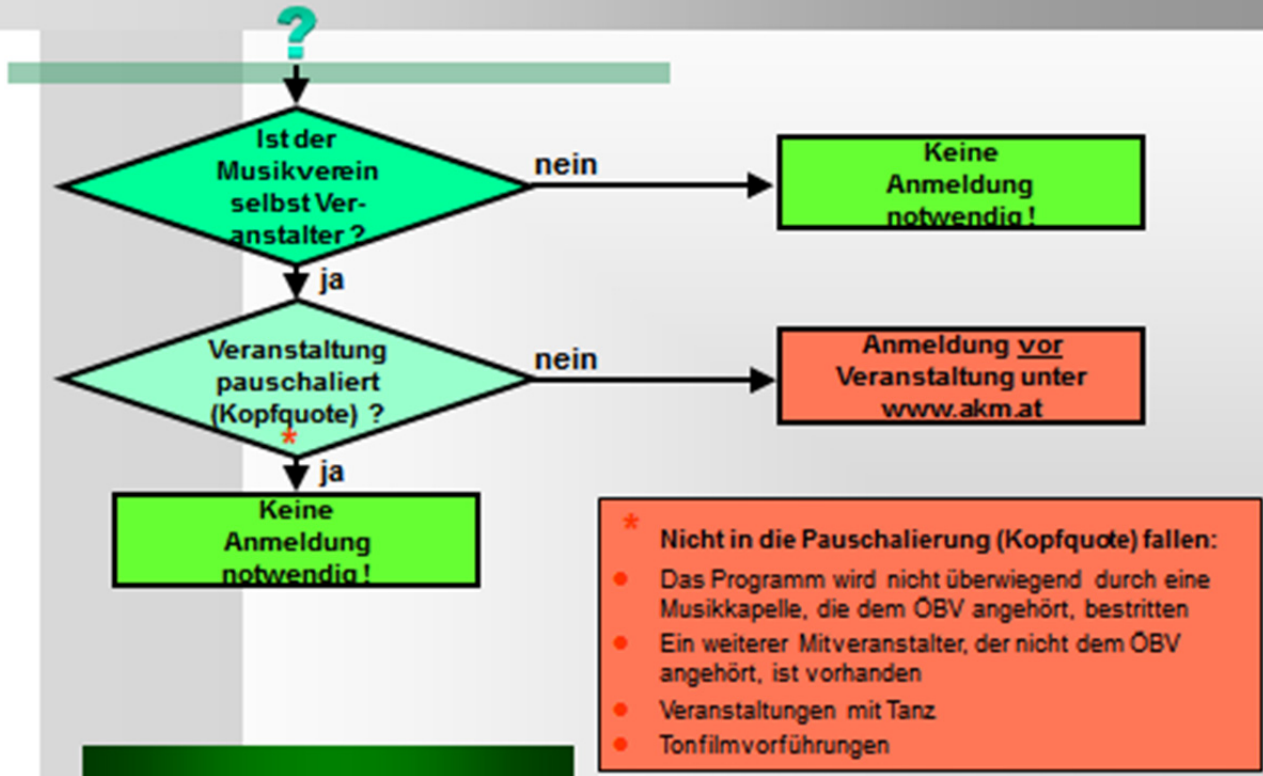 ?
Ist der
Musikverein
selbst Ver-
anstalter ?
nein
Keine
Anmeldung
notwendig !
ja
Veranstaltung
pauschaliert
(Kopfquote) ?
*
nein
Anmeldung vor
Veranstaltung unter
www.akm.at
ja
Keine
Anmeldung
notwendig !
* Nicht in die Pauschalierung (Kopfquote) fallen:
● Das Programm wird nicht überwiegend durch eine
Musikkapelle, die dem ÖBV angehört, bestritten
● Ein weiterer Mitveranstalter, der nicht dem ÖBV
angehört, ist vorhanden
● Veranstaltungen mit Tanz
● Tonfilmvorführungen